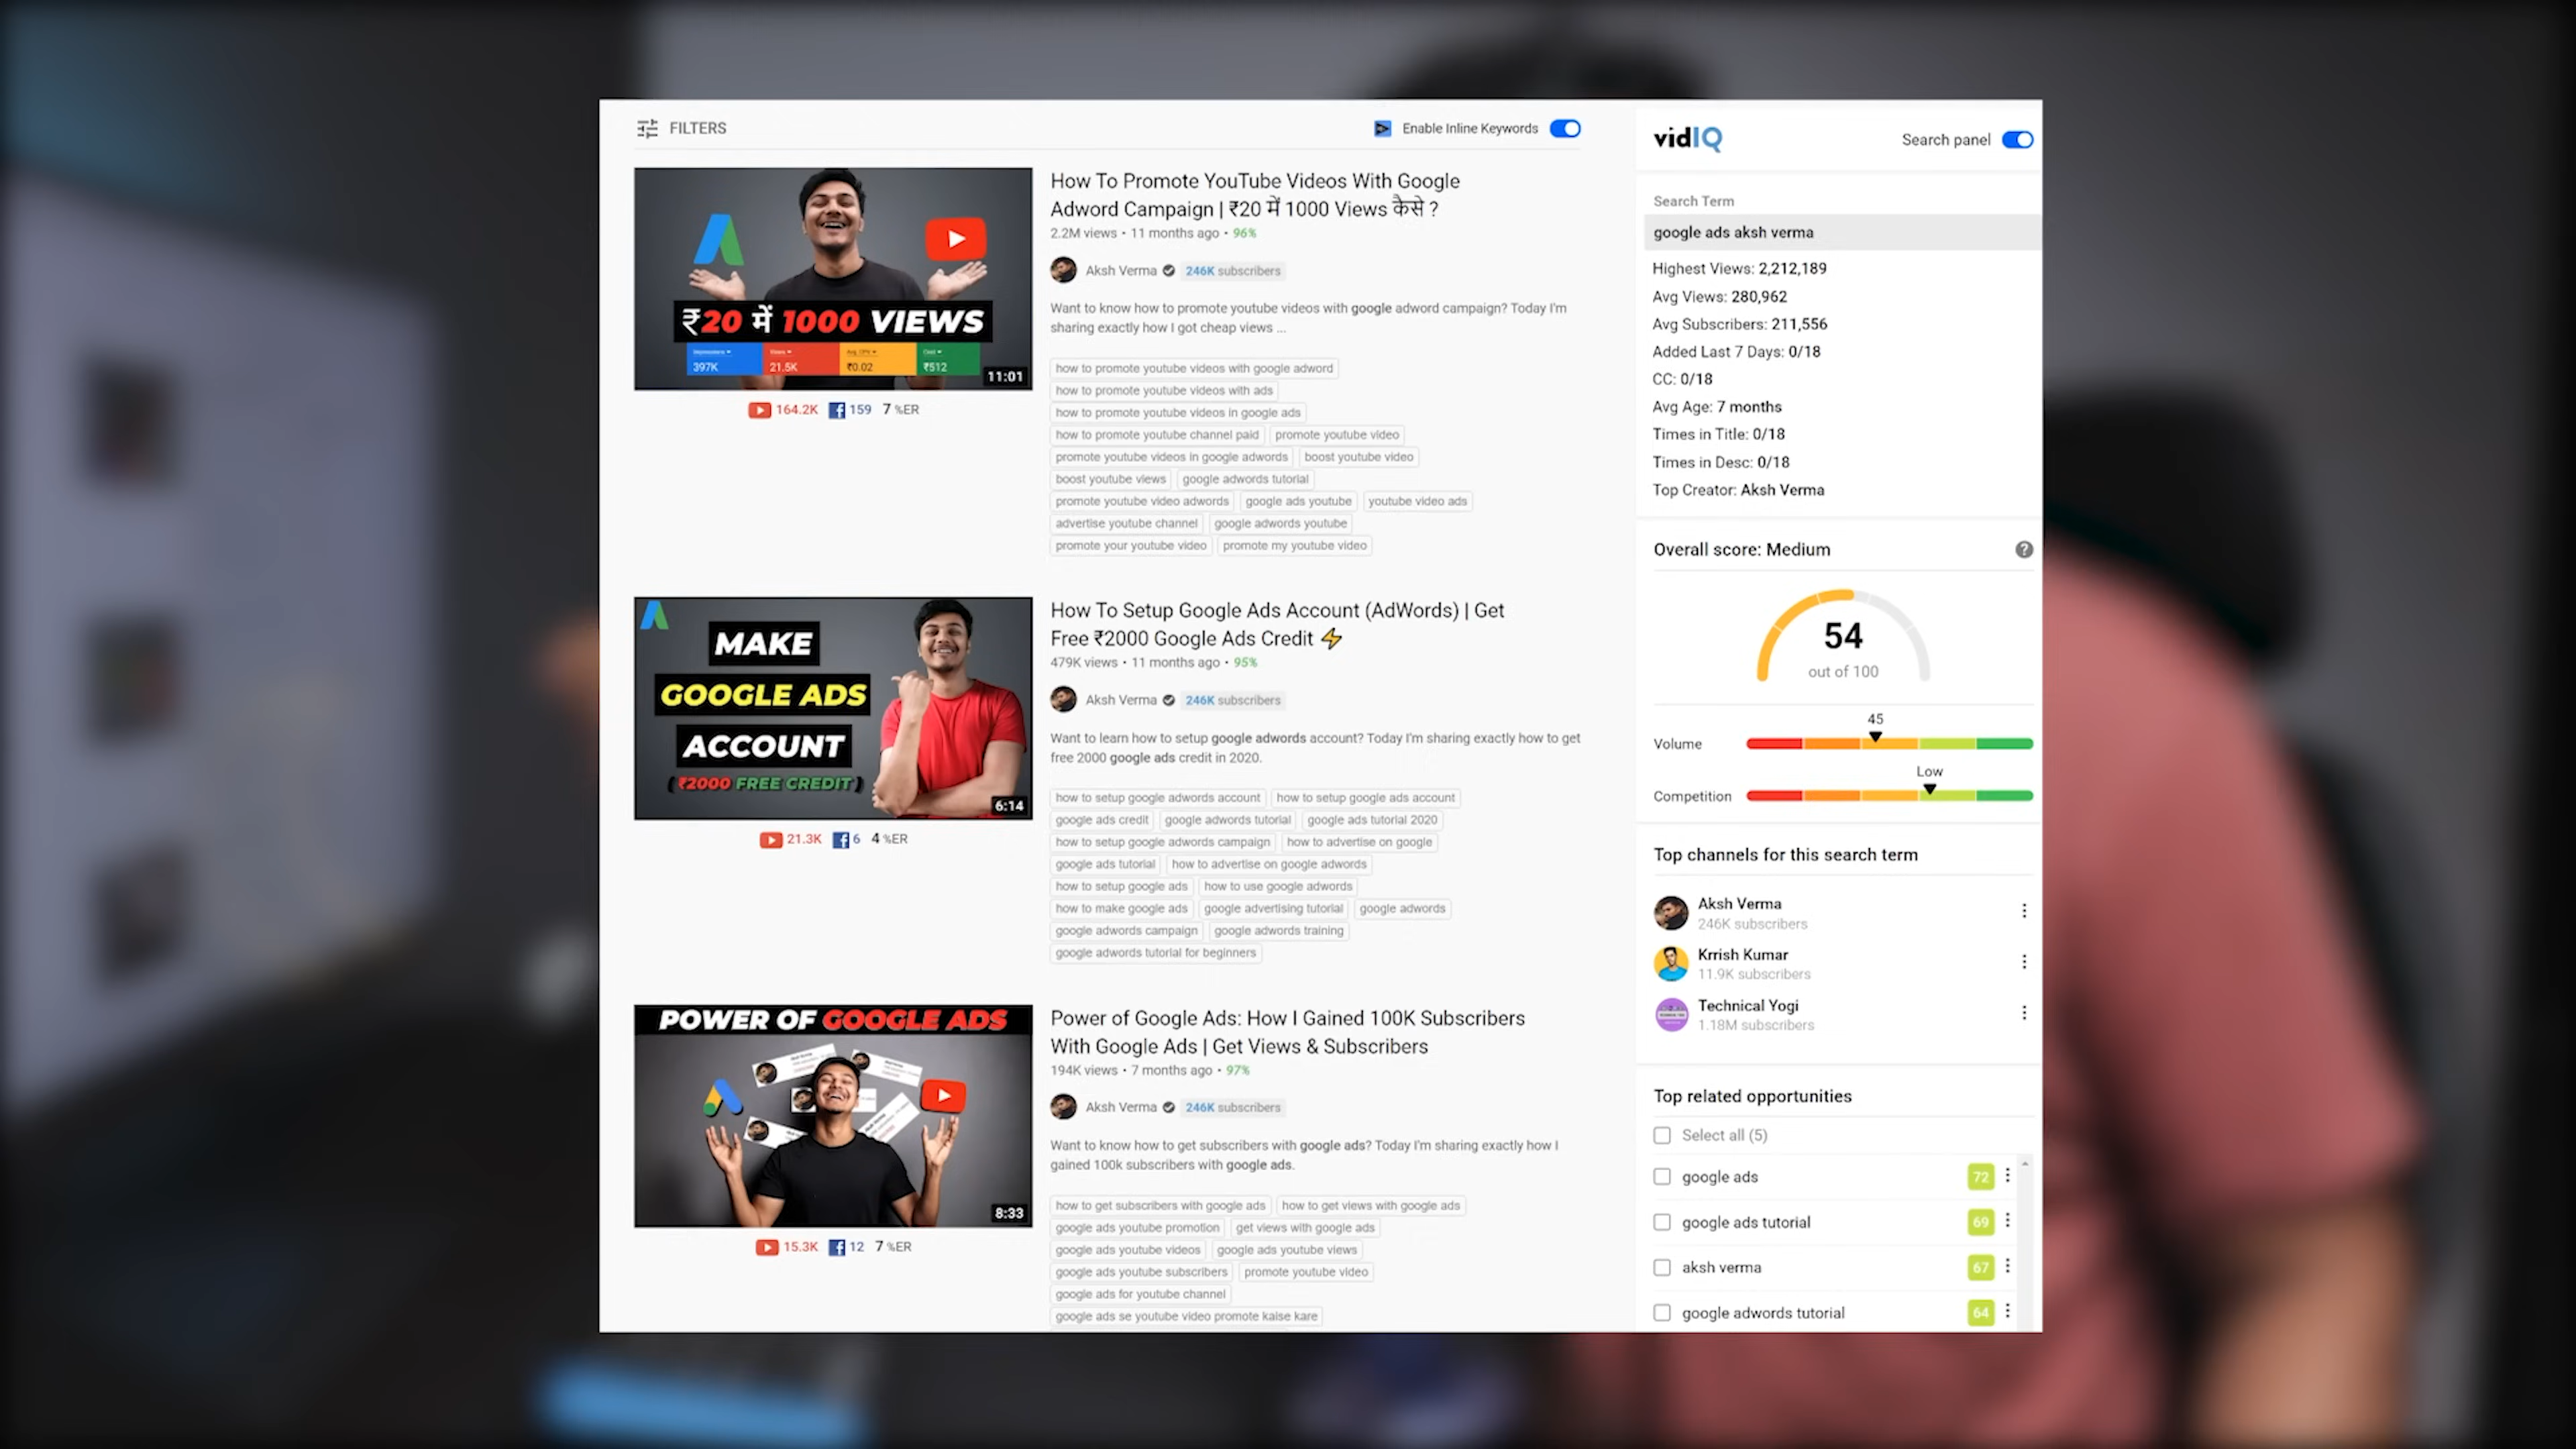 FILTERS
Enable Inline Keywords
₹20 में 1000 VIEWS
Impressions
397K
Views
21.5K
Avg. CPV
₹0.02
Cost
₹512
11:01
164.2K 159 7 %ER
How To Promote YouTube Videos With Google
Adword Campaign | ₹20 में 1000 Views कैसे ?
2.2M views • 11 months ago • 96%
Aksh Verma 246K subscribers
Want to know how to promote youtube videos with google adword campaign? Today I'm
sharing exactly how I got cheap views ...
how to promote youtube videos with google adword
how to promote youtube videos with ads
how to promote youtube videos in google ads
how to promote youtube channel paid promote youtube video
promote youtube videos in google adwords boost youtube video
boost youtube views google adwords tutorial
promote youtube video adwords google ads youtube youtube video ads
advertise youtube channel google adwords youtube
promote your youtube video promote my youtube video
MAKE
GOOGLE ADS
ACCOUNT
( ₹2000 FREE CREDIT )
6:14
21.3K 6 4 %ER
How To Setup Google Ads Account (AdWords) | Get
Free ₹2000 Google Ads Credit ⚡
479K views • 11 months ago • 95%
Aksh Verma 246K subscribers
Want to learn how to setup google adwords account? Today I'm sharing exactly how to get
free 2000 google ads credit in 2020.
how to setup google adwords account how to setup google ads account
google ads credit google adwords tutorial google ads tutorial 2020
how to setup google adwords campaign how to advertise on google
google ads tutorial how to advertise on google adwords
how to setup google ads how to use google adwords
how to make google ads google advertising tutorial google adwords
google adwords campaign google adwords training
google adwords tutorial for beginners
POWER OF GOOGLE ADS
8:33
15.3K 12 7 %ER
Power of Google Ads: How I Gained 100K Subscribers
With Google Ads | Get Views & Subscribers
194K views • 7 months ago • 97%
Aksh Verma 246K subscribers
Want to know how to get subscribers with google ads? Today I'm sharing exactly how I
gained 100k subscribers with google ads.
how to get subscribers with google ads how to get views with google ads
google ads youtube promotion get views with google ads
google ads youtube videos google ads youtube views
google ads youtube subscribers promote youtube video
google ads for youtube channel
google ads se youtube video promote kaise kare
vidIQ
Search panel
Search Term
google ads aksh verma
Highest Views: 2,212,189
Avg Views: 280,962
Avg Subscribers: 211,556
Added Last 7 Days: 0/18
CC: 0/18
Avg Age: 7 months
Times in Title: 0/18
Times in Desc: 0/18
Top Creator: Aksh Verma
Overall score: Medium
?
54
out of 100
45
Volume
Low
Competition
Top channels for this search term
Aksh Verma
246K subscribers
Krrish Kumar
11.9K subscribers
Technical Yogi
1.18M subscribers
Top related opportunities
Select all (5)
google ads 72
google ads tutorial 69
aksh verma 67
google adwords tutorial 64